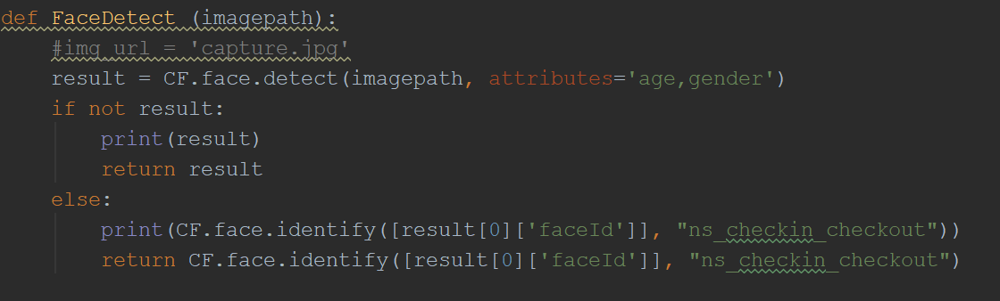 def FaceDetect (imagepath):
    #img_url = 'capture.jpg'
    result = CF.face.detect(imagepath, attributes='age,gender')
    if not result:
        print(result)
        return result
    else:
        print(CF.face.identify([result[0]['faceId']], "ns_checkin_checkout"))
        return CF.face.identify([result[0]['faceId']], "ns_checkin_checkout")